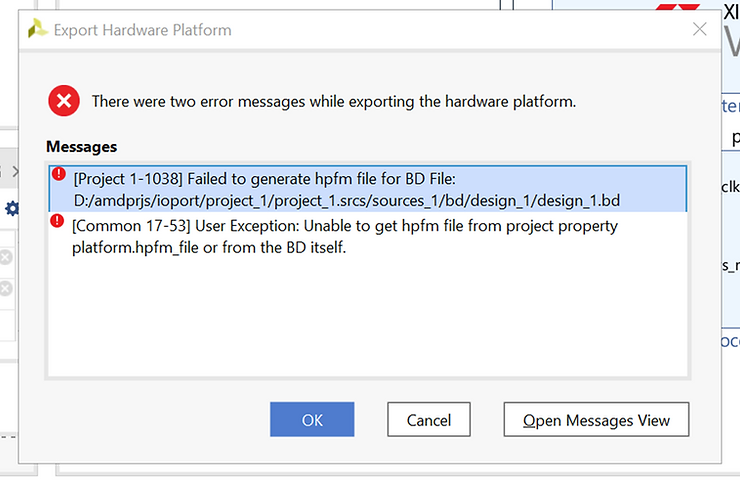 Export Hardware Platform
XI
There were two error messages while exporting the hardware platform.
Messages
[Project 1-1038] Failed to generate hpfm file for BD File:
D:/amdprjs/ioport/project_1/project_1.srcs/sources_1/bd/design_1/design_1.bd
[Common 17-53] User Exception: Unable to get hpfm file from project property
platform.hpfm_file or from the BD itself.
clk
s_r
OK
Cancel
Open Messages View